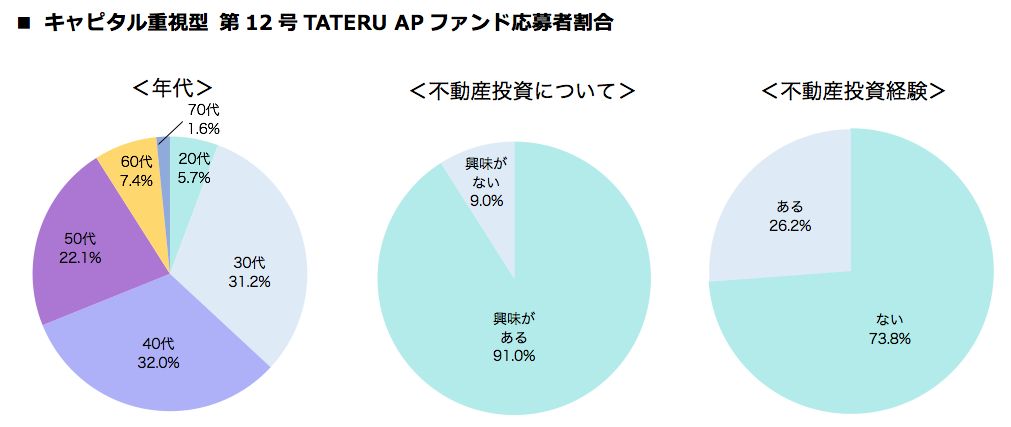 ■ キャピタル重視型 第 12 号 TATERU AP ファンド応募者割合
＜年代＞
70代
1.6%
20代
5.7%
30代
31.2%
40代
32.0%
50代
22.1%
60代
7.4%
＜不動産投資について＞
興味が
ない
9.0%
興味が
ある
91.0%
＜不動産投資経験＞
ある
26.2%
ない
73.8%